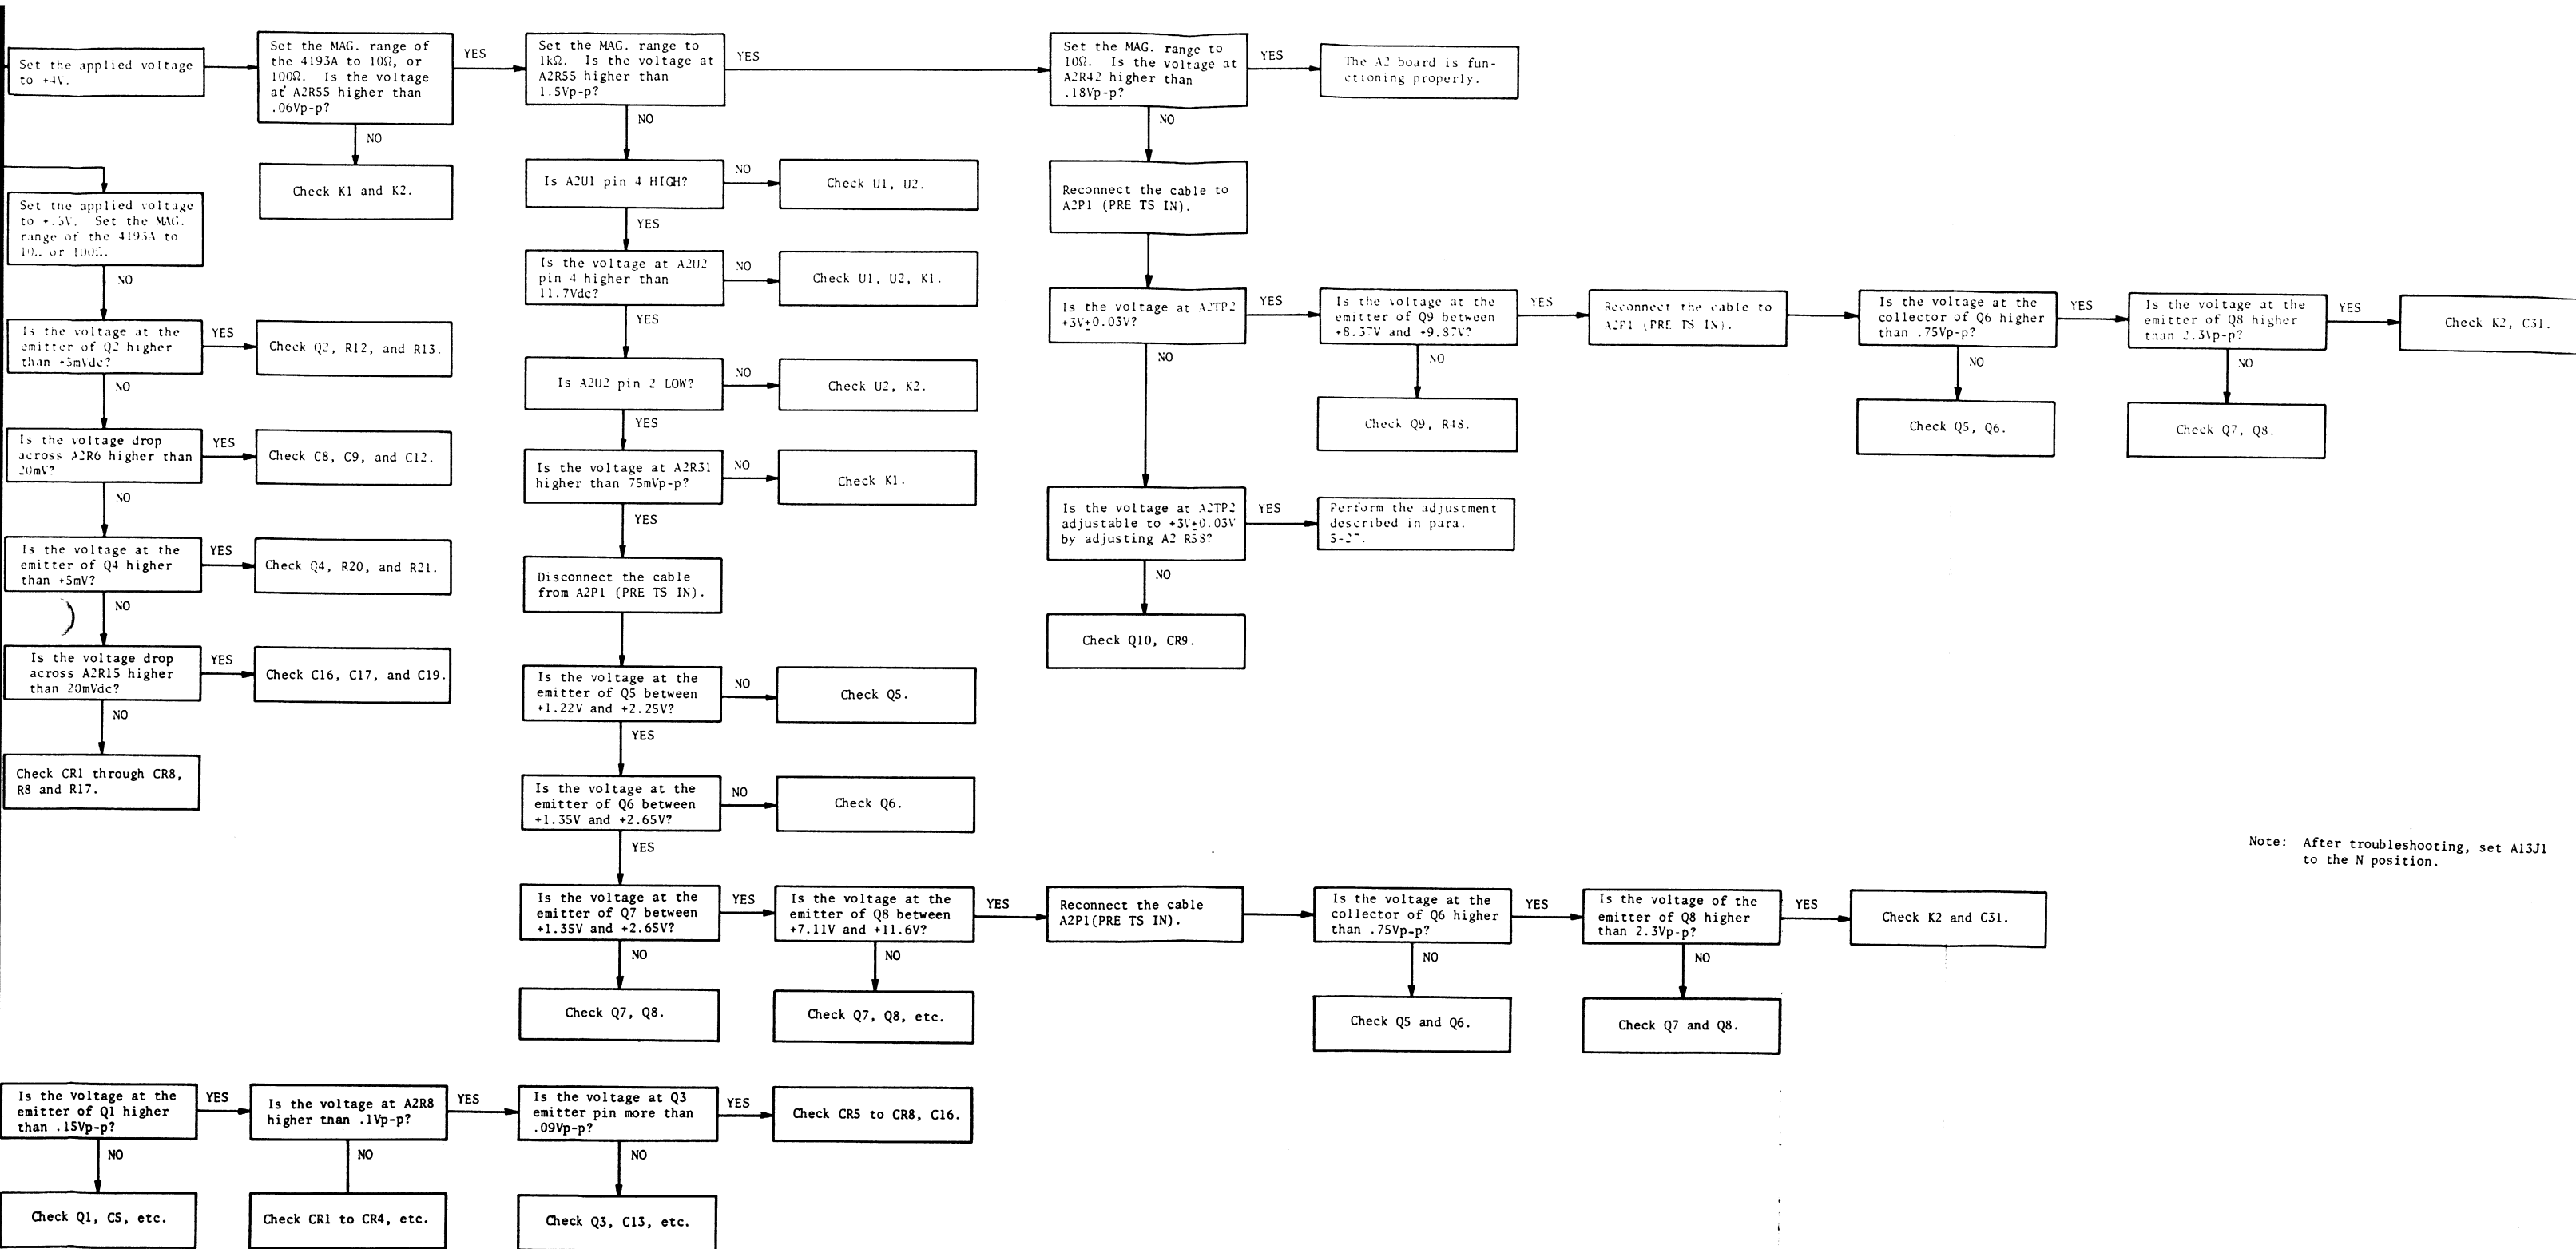 Set the applied voltage
to +4V.
Set the MAG. range of
the 4193A to 10Ω, or
100Ω. Is the voltage
at A2R55 higher than
.06Vp-p?
YES
NO
Check K1 and K2.
Set the MAG. range to
1kΩ. Is the voltage at
A2R55 higher than
1.5Vp-p?
YES
NO
Set the MAG. range to
10Ω. Is the voltage at
A2R42 higher than
.18Vp-p?
YES
NO
The A2 board is fun-
ctioning properly.
Set the applied voltage
to +.5V. Set the MAG.
range of the 4193A to
10Ω or 100Ω.
NO
Is the voltage at the
emitter of Q2 higher
than +5mVdc?
YES
Check Q2, R12, and R13.
NO
Is the voltage drop
across A2R6 higher than
20mV?
YES
Check C8, C9, and C12.
NO
Is the voltage at the
emitter of Q4 higher
than +5mV?
YES
Check Q4, R20, and R21.
NO
Is the voltage drop
across A2R15 higher
than 20mVdc?
YES
Check C16, C17, and C19.
NO
Check CR1 through CR8,
R8 and R17.
Is A2U1 pin 4 HIGH?
NO
Check U1, U2.
YES
Is the voltage at A2U2
pin 4 higher than
11.7Vdc?
NO
Check U1, U2, K1.
YES
Is A2U2 pin 2 LOW?
NO
Check U2, K2.
YES
Is the voltage at A2R31
higher than 75mVp-p?
NO
Check K1.
YES
Disconnect the cable
from A2P1 (PRE TS IN).
Is the voltage at the
emitter of Q5 between
+1.22V and +2.25V?
NO
Check Q5.
YES
Is the voltage at the
emitter of Q6 between
+1.35V and +2.65V?
NO
Check Q6.
YES
Is the voltage at the
emitter of Q7 between
+1.35V and +2.65V?
YES
NO
Check Q7, Q8.
Is the voltage at the
emitter of Q8 between
+7.11V and +11.6V?
YES
NO
Check Q7, Q8, etc.
Reconnect the cable
A2P1(PRE TS IN).
Is the voltage at the
collector of Q6 higher
than .75Vp-p?
YES
NO
Check Q5 and Q6.
Is the voltage of the
emitter of Q8 higher
than 2.3Vp-p?
YES
NO
Check Q7 and Q8.
Check K2 and C31.
Reconnect the cable to
A2P1 (PRE TS IN).
Is the voltage at A2TP2
+3V±0.03V?
YES
NO
Is the voltage at the
emitter of Q9 between
+8.37V and +9.87V?
YES
NO
Check Q9, R48.
Reconnect the cable to
A2P1 (PRE TS IN).
Is the voltage at the
collector of Q6 higher
than .75Vp-p?
YES
NO
Check Q5, Q6.
Is the voltage at the
emitter of Q8 higher
than 2.3Vp-p?
YES
NO
Check Q7, Q8.
Check K2, C31.
Is the voltage at A2TP2
adjustable to +3V±0.03V
by adjusting A2 R58?
YES
Perform the adjustment
described in para.
5-27.
NO
Check Q10, CR9.
Note: After troubleshooting, set A13J1
to the N position.
Is the voltage at the
emitter of Q1 higher
than .15Vp-p?
YES
NO
Check Q1, C5, etc.
Is the voltage at A2R8
higher tnan .1Vp-p?
YES
NO
Check CR1 to CR4, etc.
Is the voltage at Q3
emitter pin more than
.09Vp-p?
YES
NO
Check Q3, C13, etc.
Check CR5 to CR8, C16.